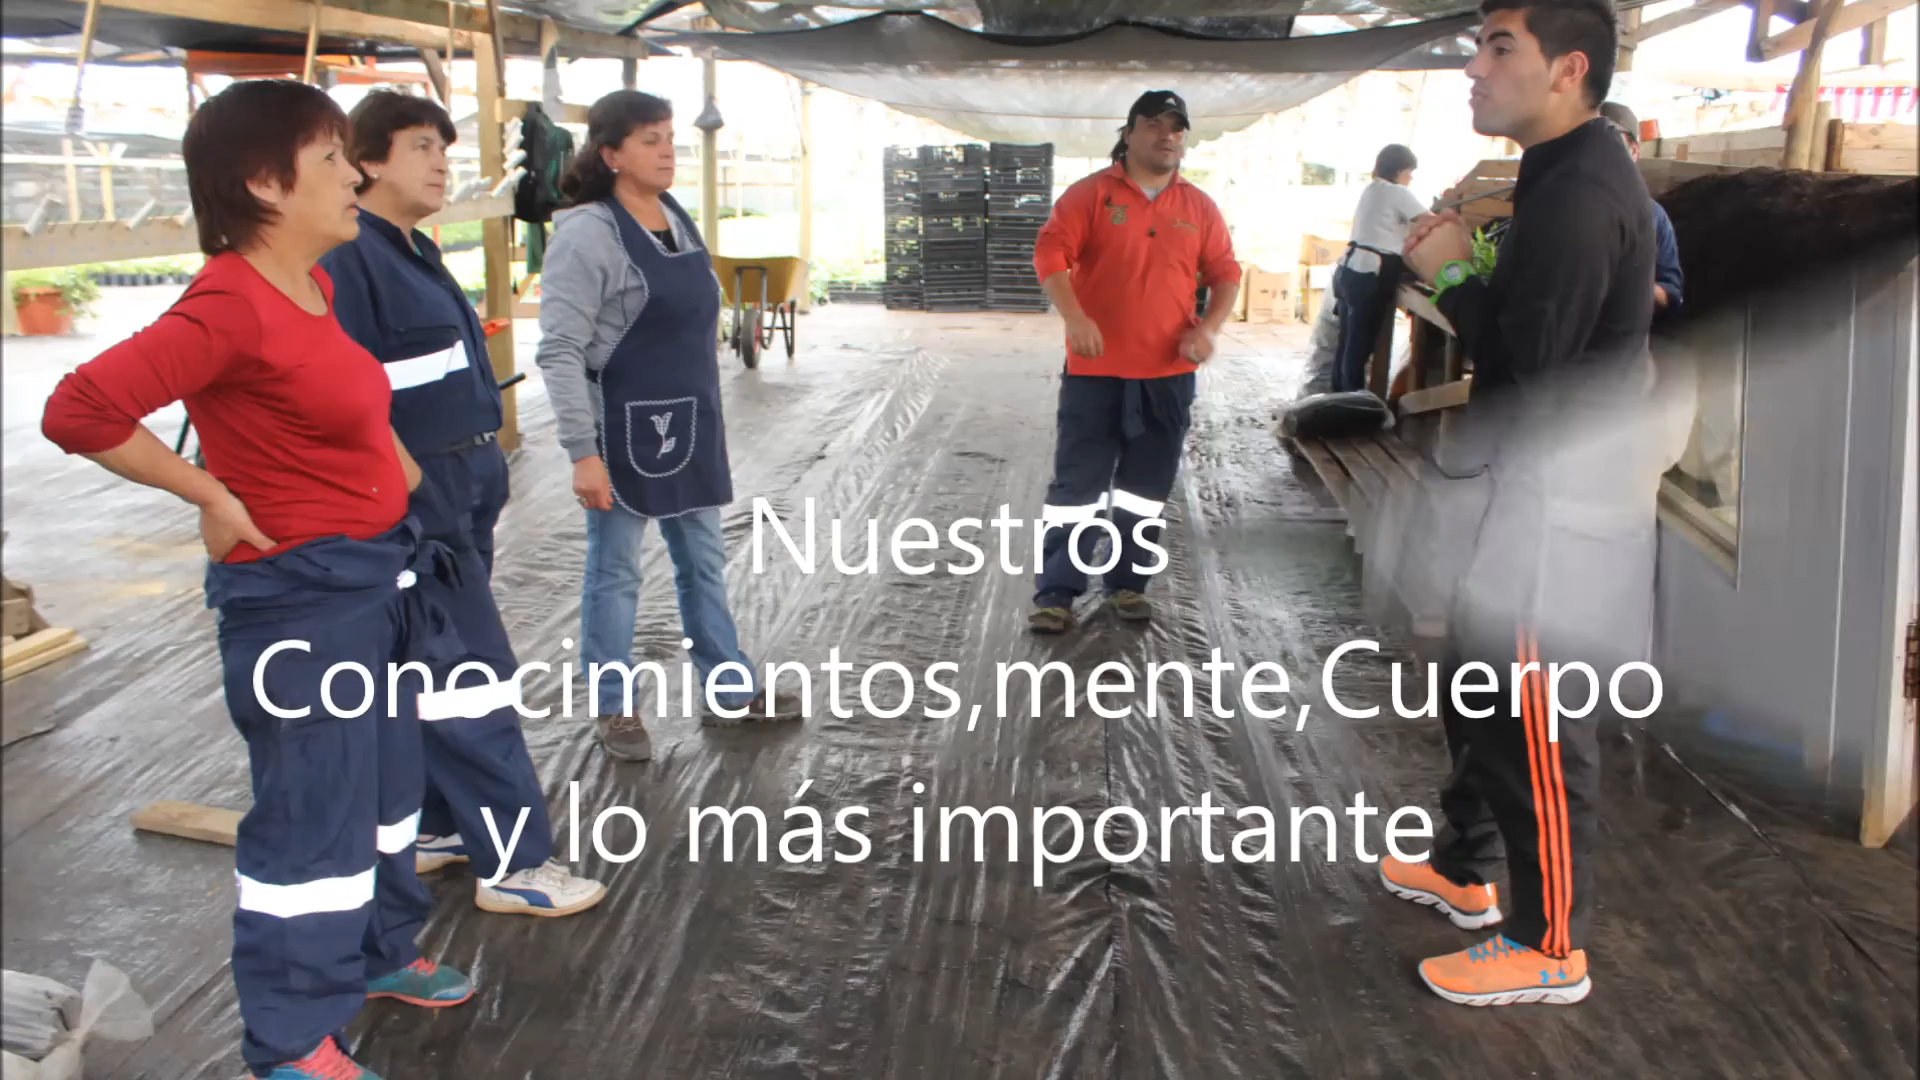 Nuestros
Conocimientos,mente,Cuerpo
y lo más importante